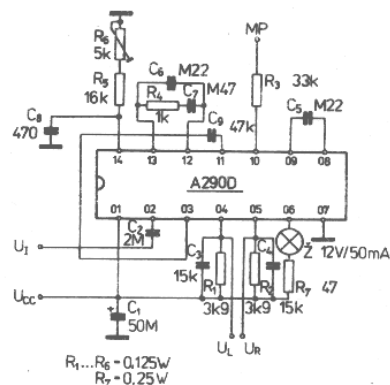 MP
R6
5k
C6 M22
R4 C7 M47
1k
R3 33k
R5
16k
C5 M22
C8
470
C9 47k
14 13 12 11 10 09 08
A290D
01 02 03 04 05 06 07
C2
2M
UI
Ž 12V/50mA
C3
15k
R1
3k9
R2
3k9
C4
15k
R7 47
UCC
+ C1
50M
UL UR
R1...R6 - 0,125W
R7 - 0,25W